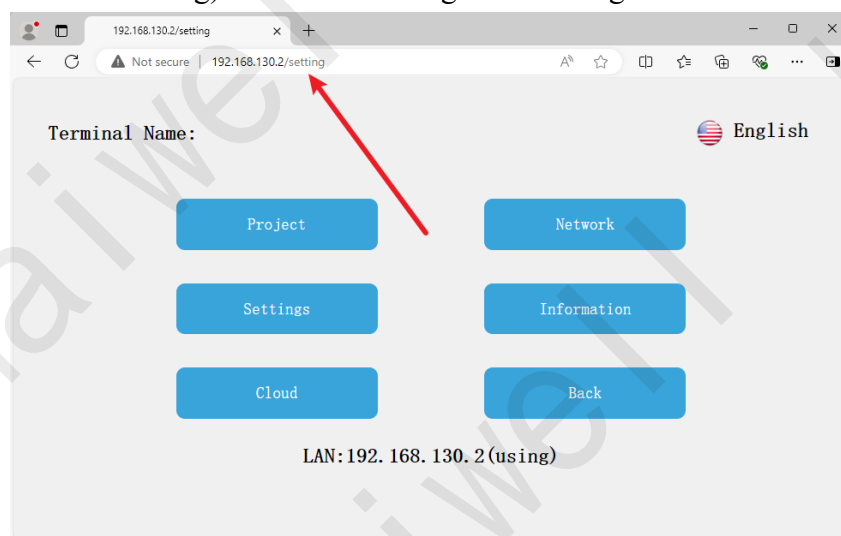 192.168.130.2/setting
Not secure | 192.168.130.2/setting
Terminal Name:
English
Project
Network
Settings
Information
Cloud
Back
LAN:192.168.130.2(using)